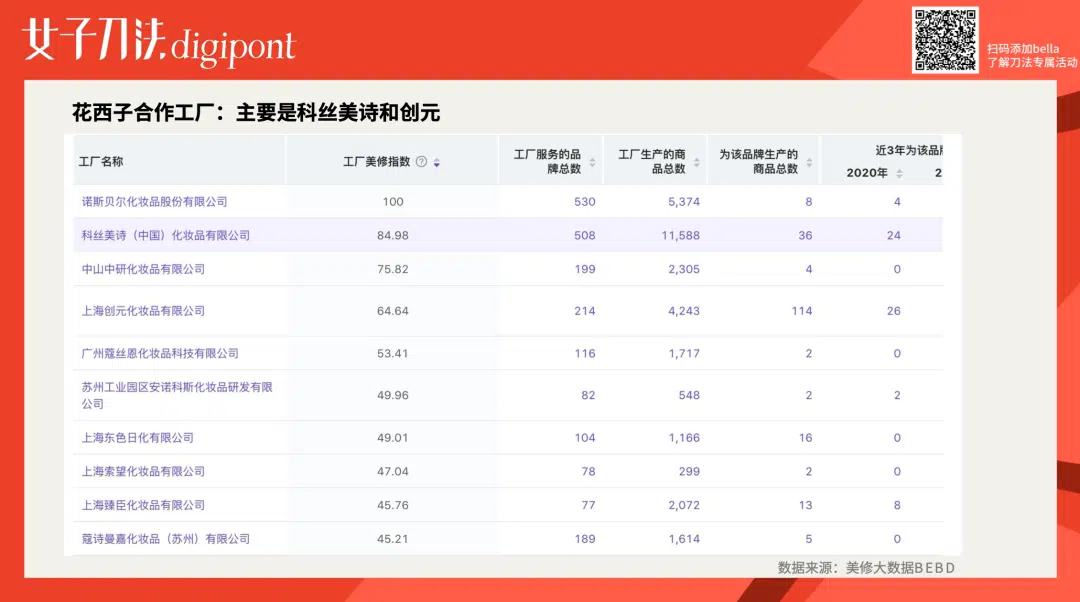 女子刀法digipont
扫码添加bella
了解刀法专属活动
花西子合作工厂：主要是科丝美诗和创元
工厂名称 工厂美修指数 ? 工厂服务的品牌总数 工厂生产的商品总数 为该品牌生产的商品总数 近3年为该品牌
2020年 2
诺斯贝尔化妆品股份有限公司 100 530 5,374 8 4
科丝美诗（中国）化妆品有限公司 84.98 508 11,588 36 24
中山中研化妆品有限公司 75.82 199 2,305 4 0
上海创元化妆品有限公司 64.64 214 4,243 114 26
广州蔻丝恩化妆品科技有限公司 53.41 116 1,717 2 0
苏州工业园区安诺科斯化妆品研发有限
公司 49.96 82 548 2 2
上海东色日化有限公司 49.01 104 1,166 16 0
上海索望化妆品有限公司 47.04 78 299 2 0
上海臻臣化妆品有限公司 45.76 77 2,072 13 8
蔻诗曼嘉化妆品（苏州）有限公司 45.21 189 1,614 5 0
数据来源：美修大数据BEBD